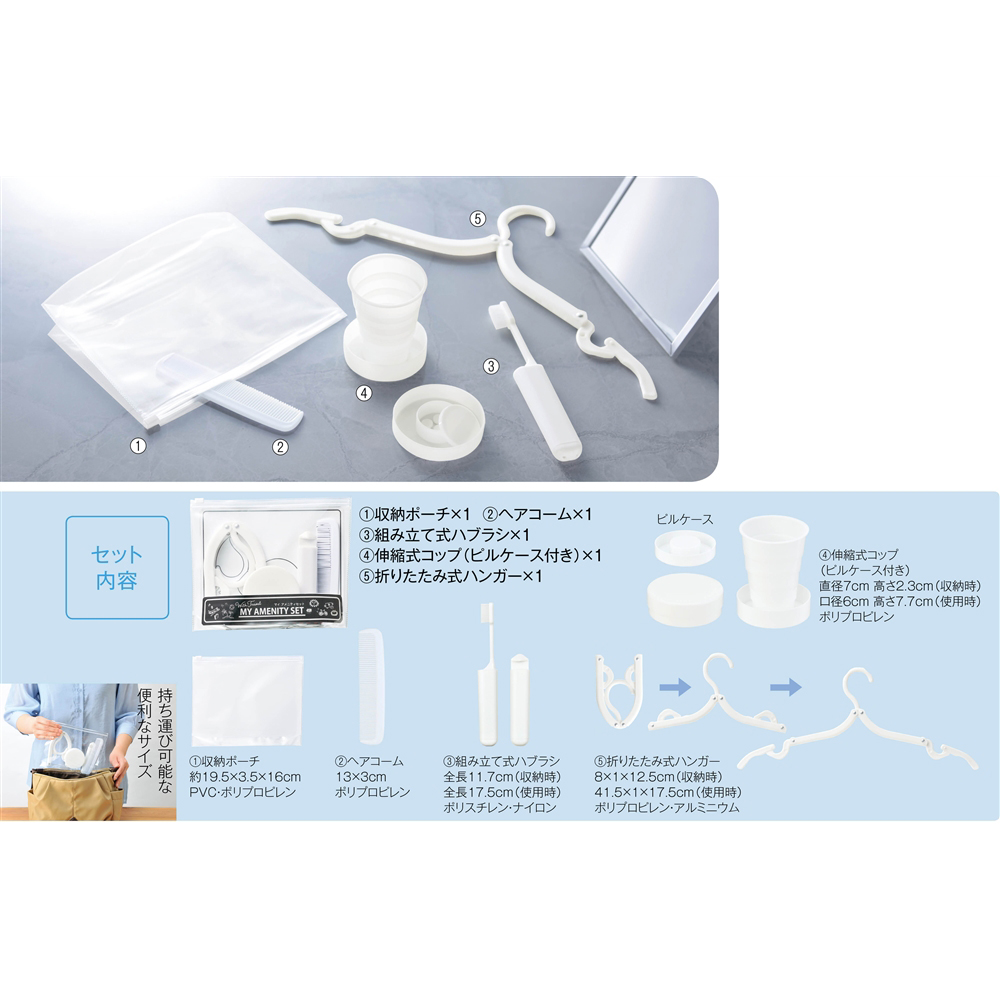 ⑤
③
④
①
②
セット
内容
マイ アメニティセット
MY AMENITY SET
①収納ポーチ×1 ②ヘアコーム×1
③組み立て式ハブラシ×1
④伸縮式コップ(ピルケース付き)×1
⑤折りたたみ式ハンガー×1
ピルケース
④伸縮式コップ
(ピルケース付き)
直径7cm 高さ2.3cm(収納時)
口径6cm 高さ7.7cm(使用時)
ポリプロピレン
持ち運び可能な
便利なサイズ
①収納ポーチ
約19.5×3.5×16cm
PVC・ポリプロピレン
②ヘアコーム
13×3cm
ポリプロピレン
③組み立て式ハブラシ
全長11.7cm(収納時)
全長17.5cm(使用時)
ポリスチレン・ナイロン
⑤折りたたみ式ハンガー
8×1×12.5cm(収納時)
41.5×1×17.5cm(使用時)
ポリプロピレン・アルミニウム